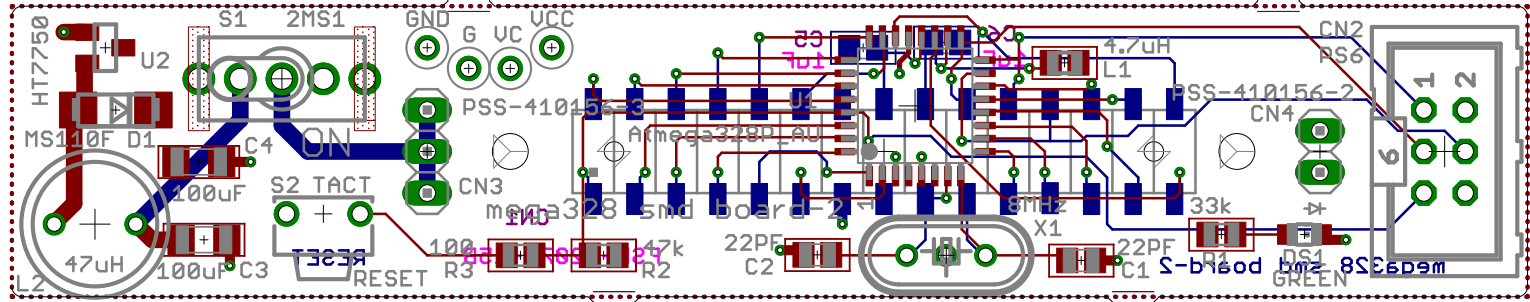 HT7750
U2
S1
2MS1
GND
G
VC
VCC
C5
1uF
C6
1uF
4.7uH
L1
CN2
PS6
1
2
6
PSS-410156-3
U1
Atmega328P_AU
PSS-410156-2
CN4
MS110F
D1
C4
ON
100uF
S2 TACT
CN3
mega328 smd board-2
CN1
1
8MHz
X1
33k
47uH
L2
100uF
C3
RESET
RESET
100
R3
47k
R2
22PF
C2
22PF
C1
R1
DS1
GREEN
mega328 smd board-2